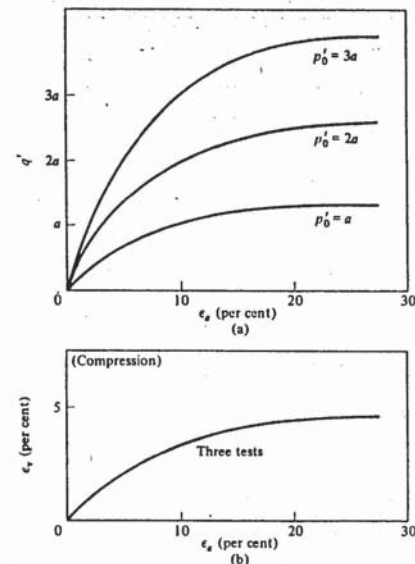 p′₀ = 3a
3a
p′₀ = 2a
q′
2a
a
p′₀ = a
0
10
20
30
ϵₐ (per cent)
(a)
(Compression)
5
ϵᵥ (per cent)
Three tests
0
10
20
30
ϵₐ (per cent)
(b)